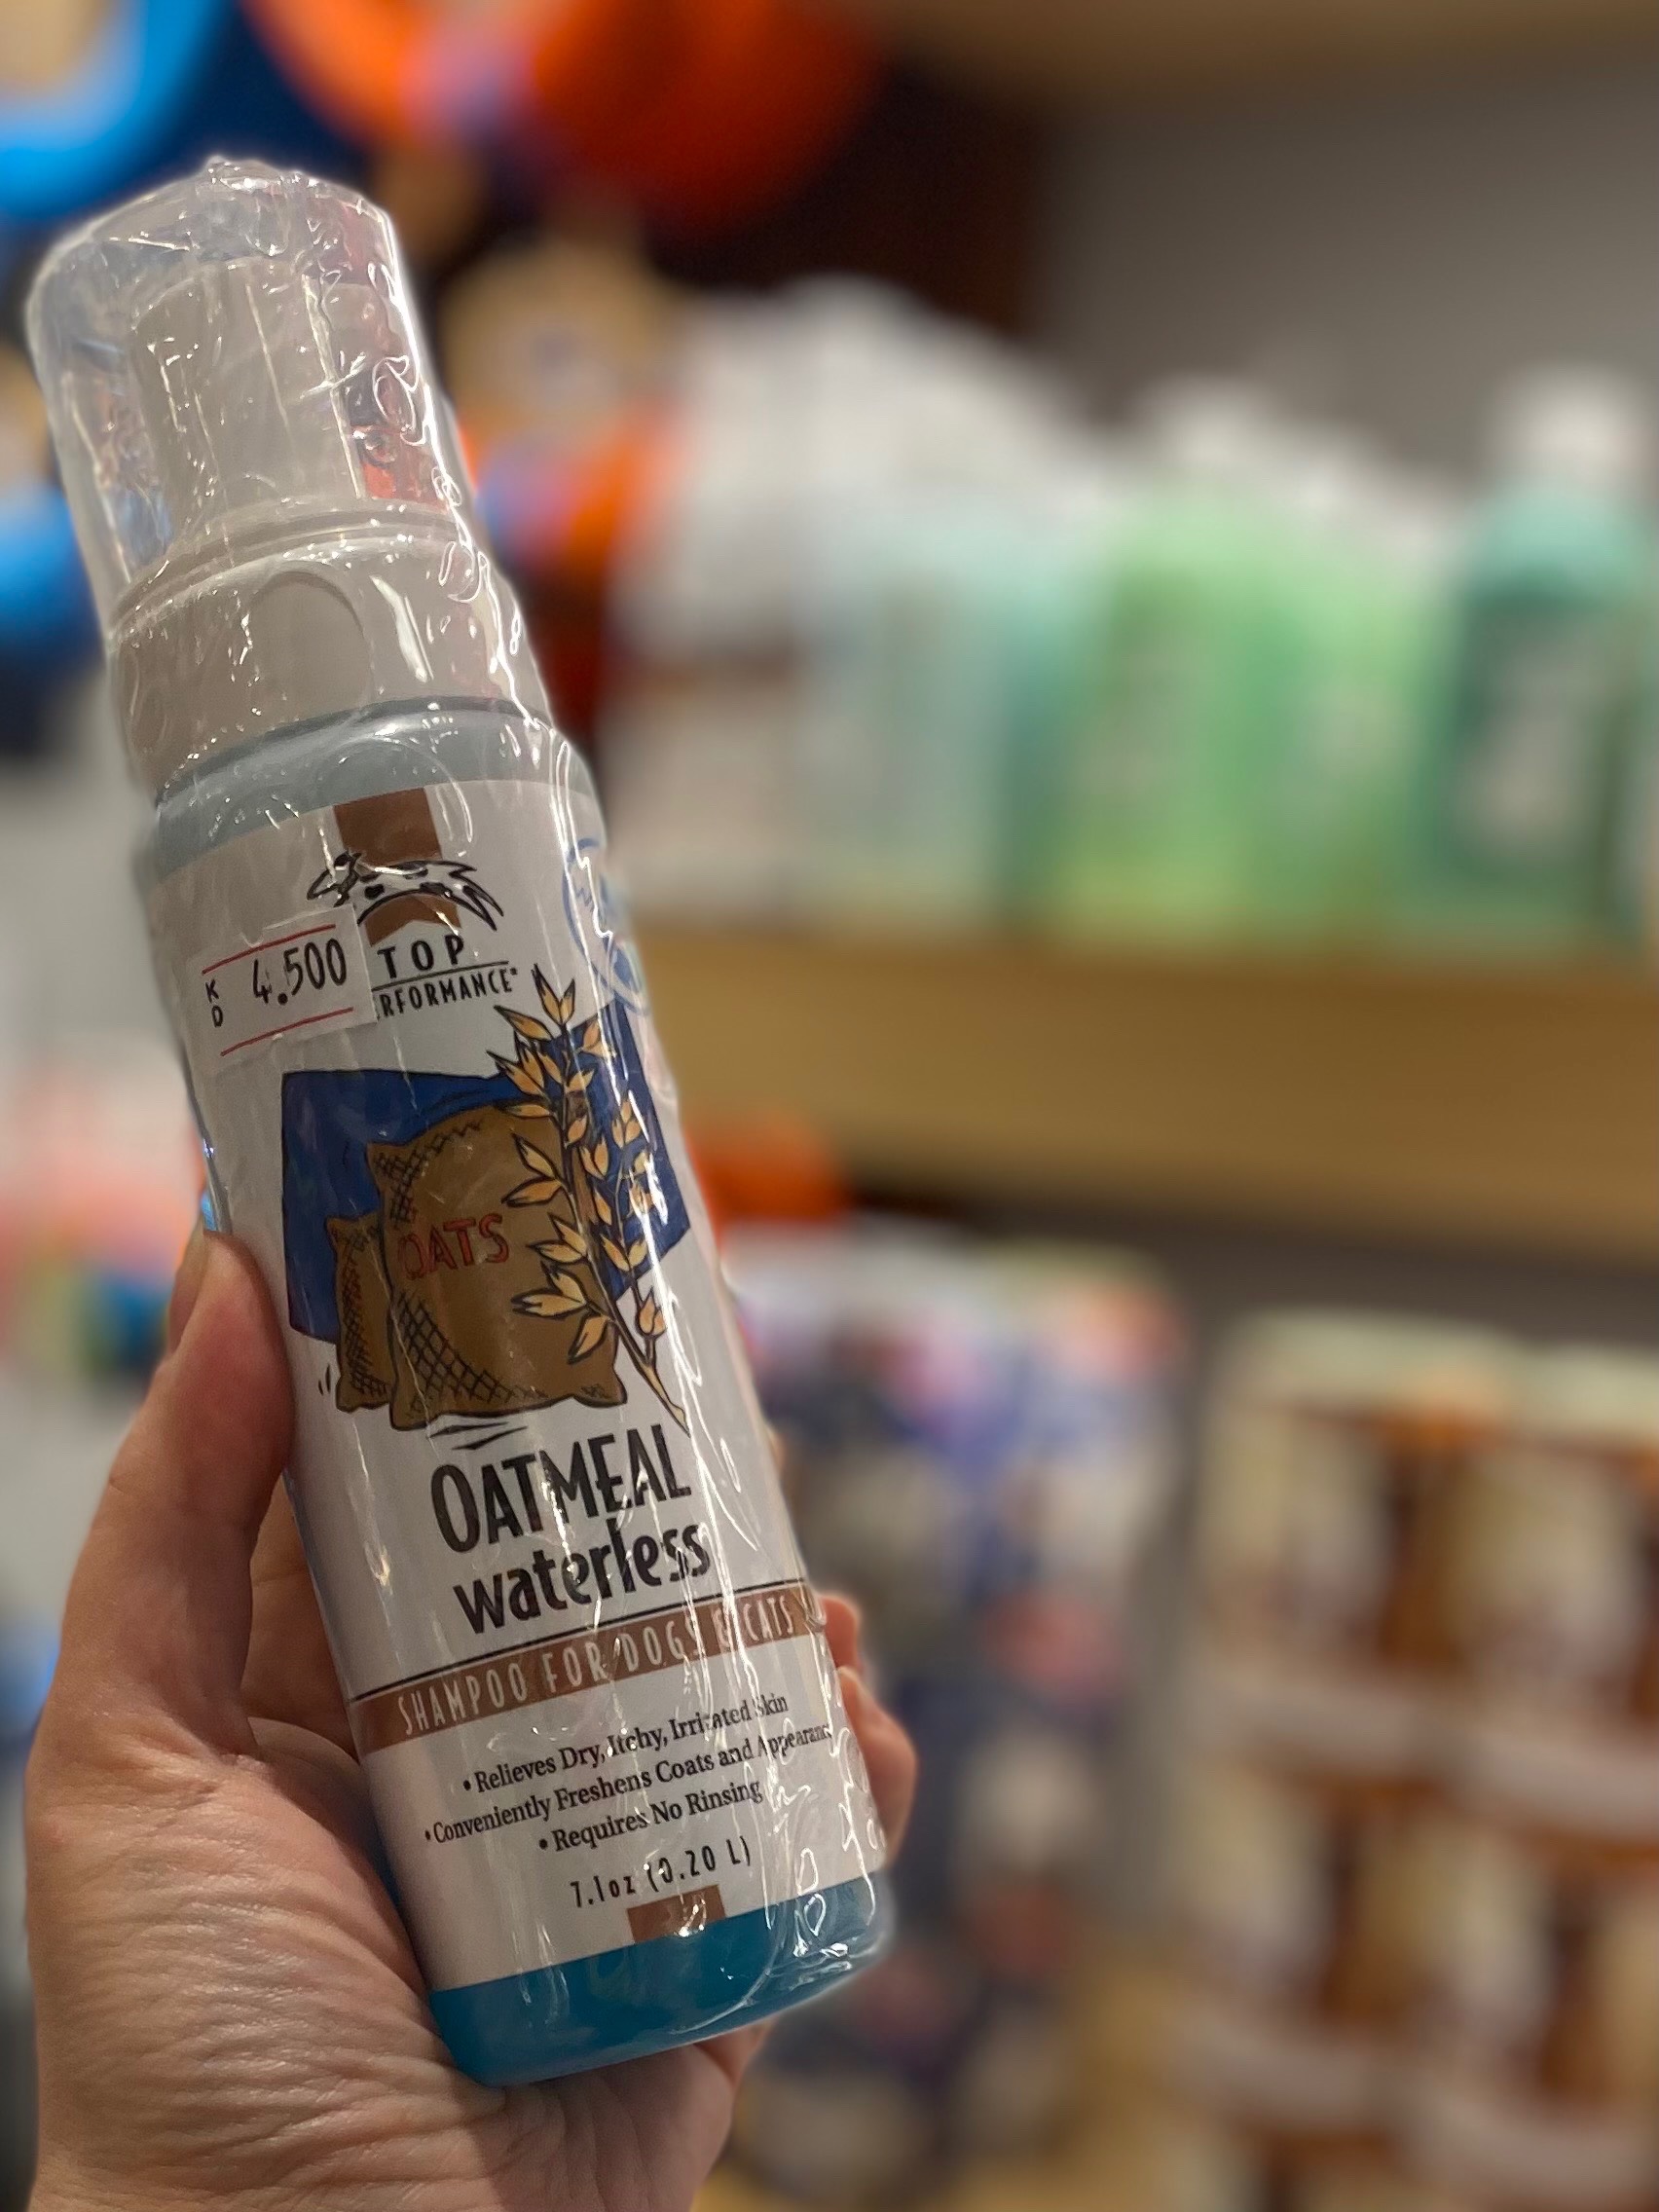 TOP
KD 4.500
RFORMANCE®
OATS
OATMEAL
waterless
SHAMPOO FOR DOGS & CATS
• Relieves Dry, Itchy, Irritated Skin
• Conveniently Freshens Coats and Appearance
• Requires No Rinsing
7.1oz (0.20 L)